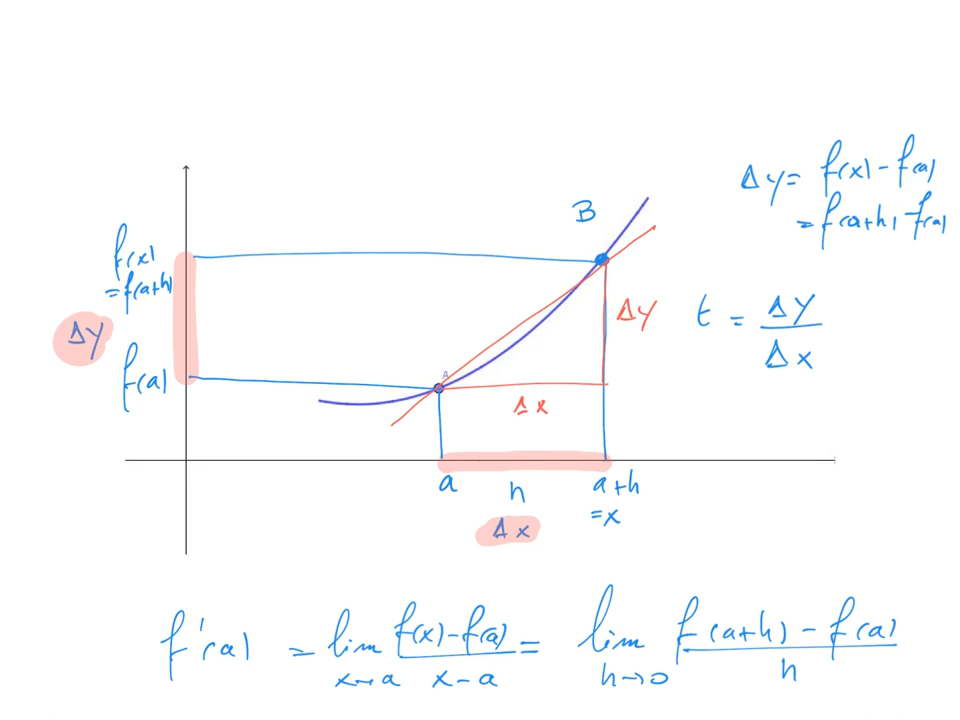 Δy = f(x) - f(a)
= f(a+h) - f(a)
B
f(x)
= f(a+h)
Δy
Δy
t = Δy / Δx
f(a)
A
Δx
a
h
a+h
= x
Δx
f'(a) = lim x→a (f(x) - f(a)) / (x - a) = lim h→0 (f(a+h) - f(a)) / h